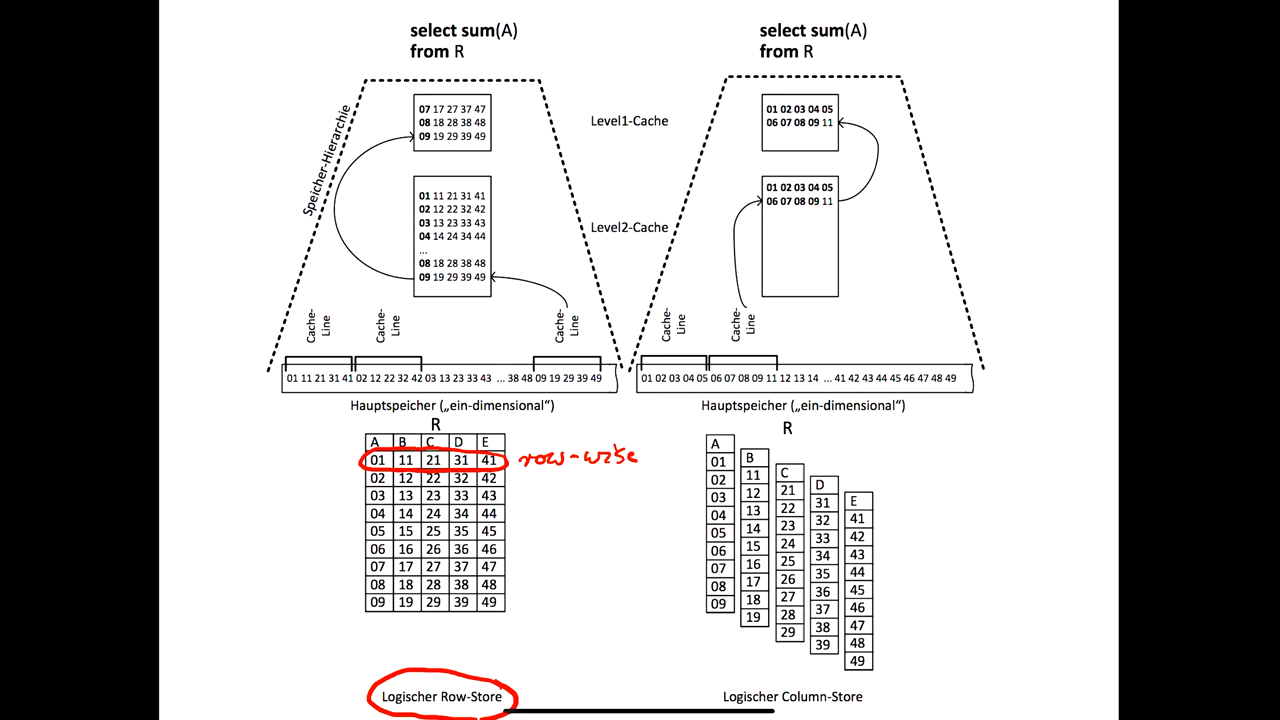 select sum(A)
from R
select sum(A)
from R
Speicher-Hierarchie
07 17 27 37 47
08 18 28 38 48
09 19 29 39 49
Level1-Cache
01 02 03 04 05
06 07 08 09 11
01 11 21 31 41
02 12 22 32 42
03 13 23 33 43
04 14 24 34 44
...
08 18 28 38 48
09 19 29 39 49
Level2-Cache
01 02 03 04 05
06 07 08 09 11
Cache-
Line
Cache-
Line
Cache-
Line
Cache-
Line
Cache-
Line
01 11 21 31 41 02 12 22 32 42 03 13 23 33 43 ... 38 48 09 19 29 39 49
01 02 03 04 05 06 07 08 09 11 12 13 14 ... 41 42 43 44 45 46 47 48 49
Hauptspeicher („ein-dimensional“)
Hauptspeicher („ein-dimensional“)
R
A B C D E
01 11 21 31 41
row-wise
02 12 22 32 42
03 13 23 33 43
04 14 24 34 44
05 15 25 35 45
06 16 26 36 46
07 17 27 37 47
08 18 28 38 48
09 19 29 39 49
R
A
01
02
03
04
05
06
07
08
09
B
11
12
13
14
15
16
17
18
19
C
21
22
23
24
25
26
27
28
29
D
31
32
33
34
35
36
37
38
39
E
41
42
43
44
45
46
47
48
49
Logischer Row-Store
Logischer Column-Store